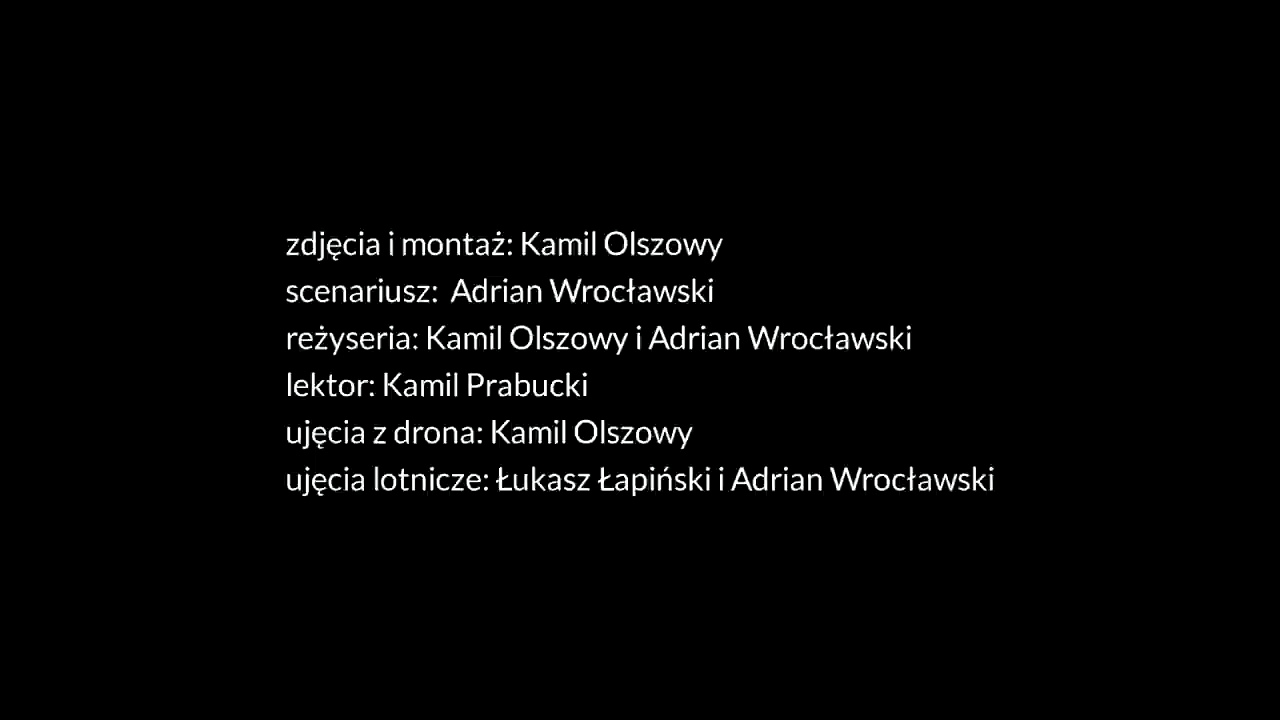 zdjęcia i montaż: Kamil Olszowy
scenariusz:  Adrian Wrocławski
reżyseria: Kamil Olszowy i Adrian Wrocławski
lektor: Kamil Prabucki
ujęcia z drona: Kamil Olszowy
ujęcia lotnicze: Łukasz Łapiński i Adrian Wrocławski